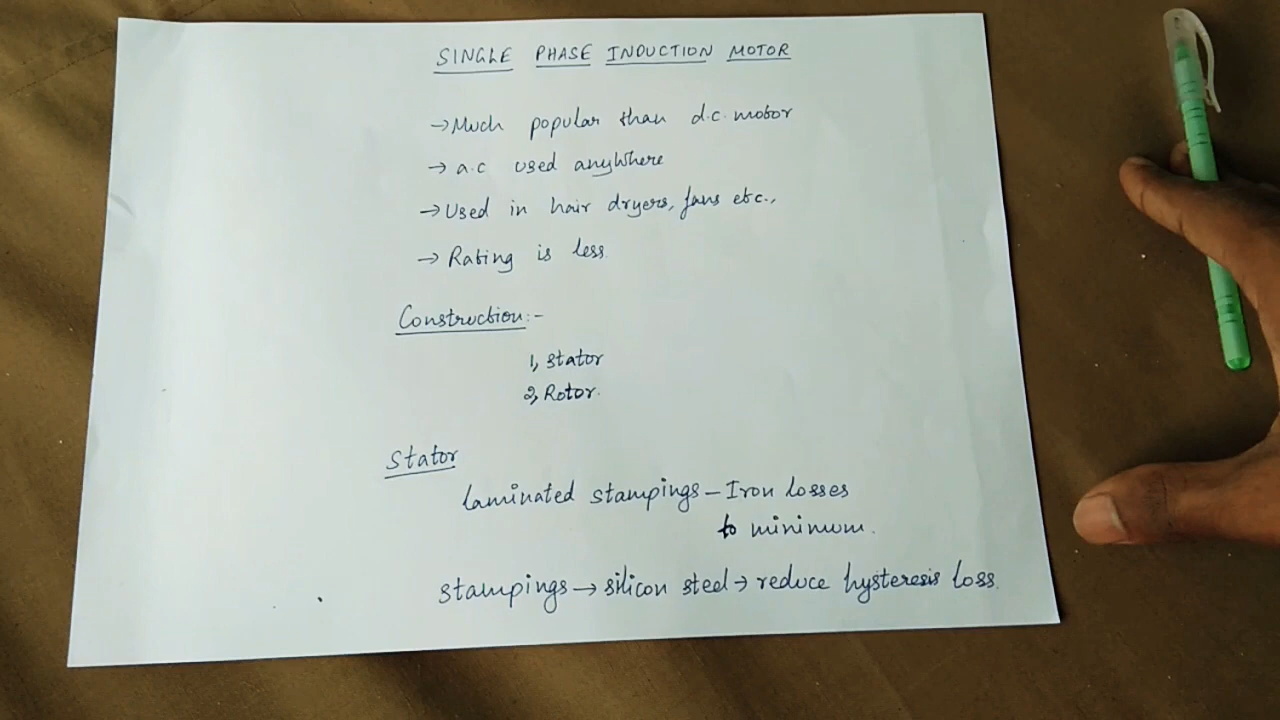 SINGLE PHASE INDUCTION MOTOR
→ Much popular than d.c. motor
→ a.c used anywhere
→ Used in hair dryers, fans etc.,
→ Rating is less.
Construction:-
1, Stator
2, Rotor.
Stator
laminated stampings - Iron losses
to minimum.
stampings → silicon steel → reduce hysteresis loss.